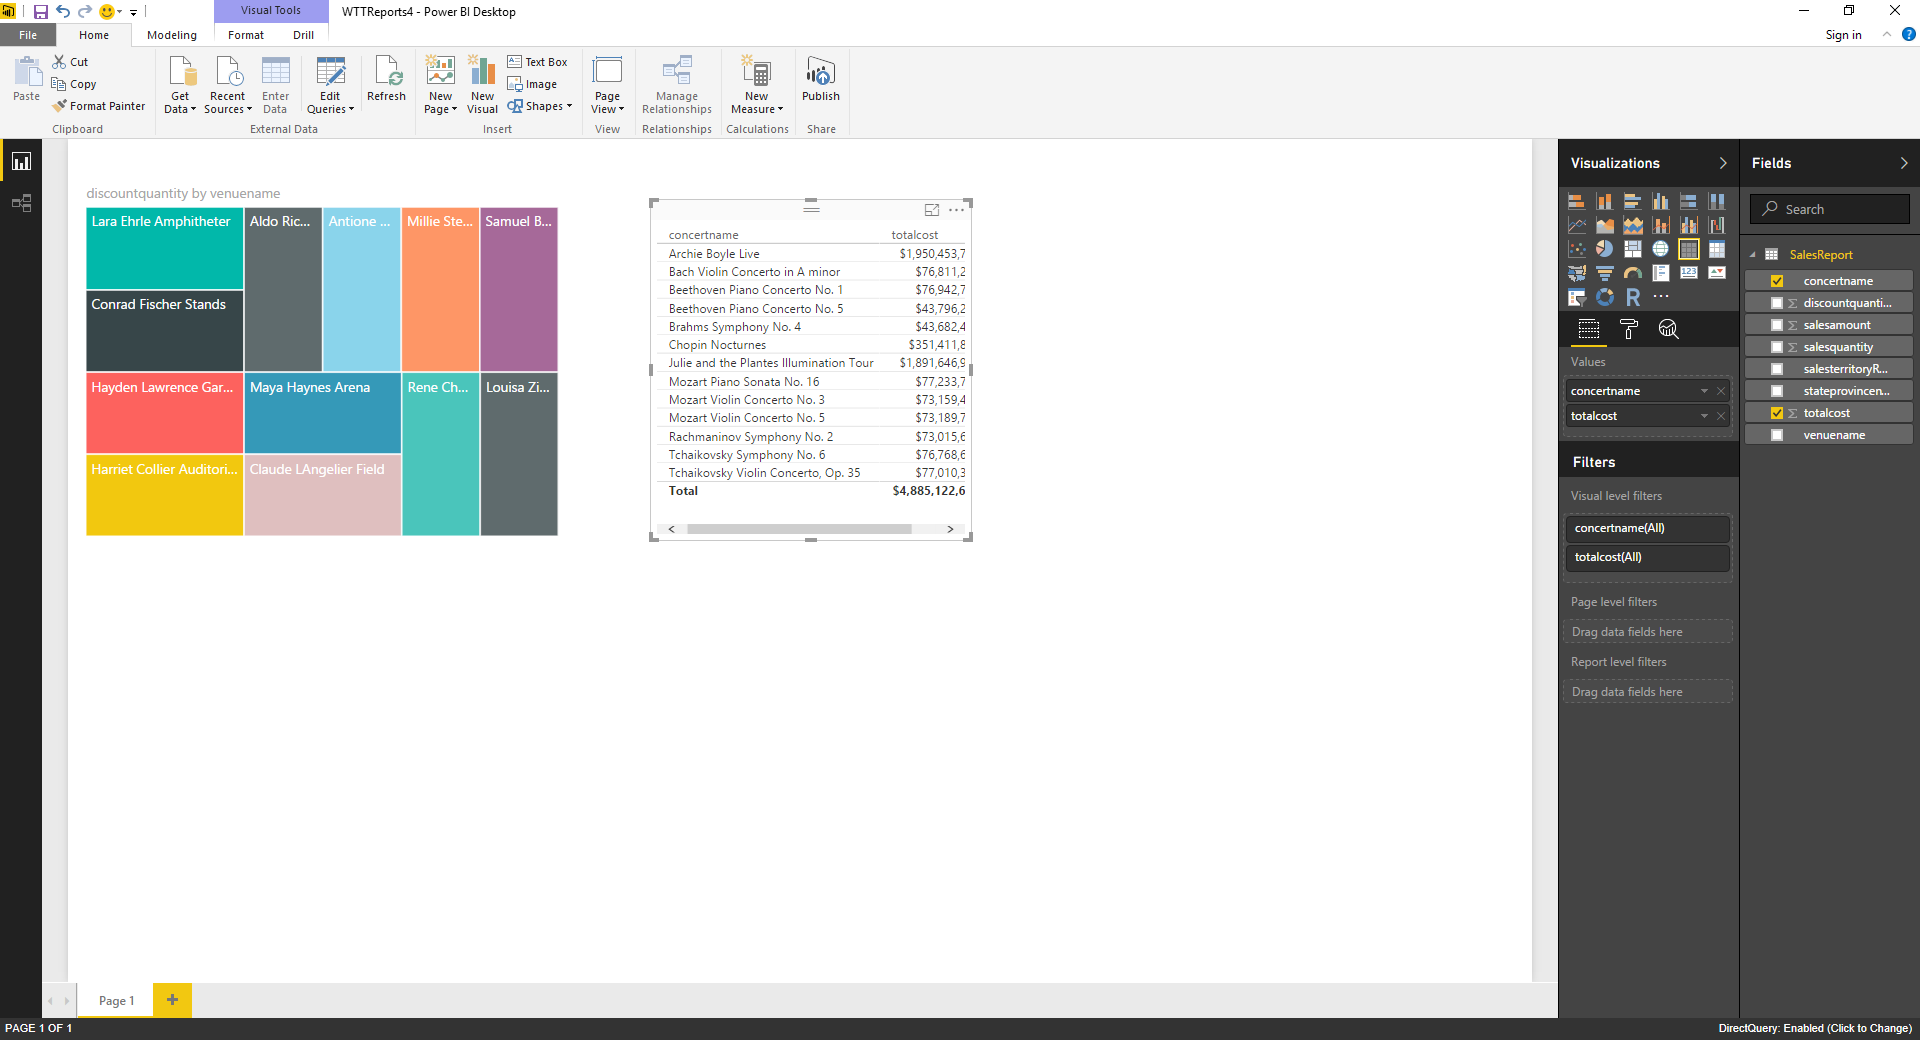 Visual Tools
WTTReports4 - Power BI Desktop
File
Home
Modeling
Format
Drill
Sign in
?
Paste
Cut
Copy
Format Painter
Clipboard
Get Data
Recent Sources
Enter Data
Edit Queries
External Data
Refresh
New Page
New Visual
Text Box
Image
Shapes
Insert
Page View
View
Manage Relationships
Relationships
New Measure
Calculations
Publish
Share
discountquantity by venuename
Lara Ehrle Amphitheter
Aldo Ric...
Antione ...
Millie Ste...
Samuel B...
Conrad Fischer Stands
Hayden Lawrence Gar...
Maya Haynes Arena
Rene Ch...
Louisa Zi...
Harriet Collier Auditori...
Claude LAngelier Field
concertname totalcost
Archie Boyle Live $1,950,453,7
Bach Violin Concerto in A minor $76,811,2
Beethoven Piano Concerto No. 1 $76,942,7
Beethoven Piano Concerto No. 5 $43,796,2
Brahms Symphony No. 4 $43,682,4
Chopin Nocturnes $351,411,8
Julie and the Plantes Illumination Tour $1,891,646,9
Mozart Piano Sonata No. 16 $77,233,7
Mozart Violin Concerto No. 3 $73,159,4
Mozart Violin Concerto No. 5 $73,189,7
Rachmaninov Symphony No. 2 $73,015,6
Tchaikovsky Symphony No. 6 $76,768,6
Tchaikovsky Violin Concerto, Op. 35 $77,010,3
Total $4,885,122,6
Visualizations
R
123
Values
concertname
totalcost
Filters
Visual level filters
concertname(All)
totalcost(All)
Page level filters
Drag data fields here
Report level filters
Drag data fields here
Fields
Search
SalesReport
concertname
Σ discountquanti...
Σ salesamount
Σ salesquantity
salesterritoryR...
stateprovincen...
Σ totalcost
venuename
Page 1
+
PAGE 1 OF 1
DirectQuery: Enabled (Click to Change)